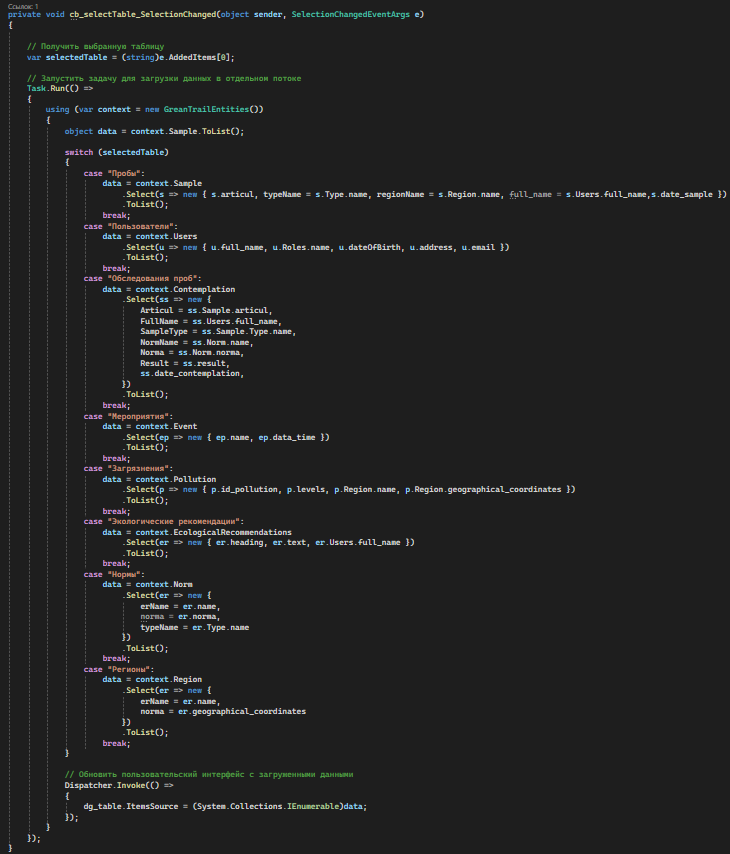 Ссылок: 1
private void cb_selectTable_SelectionChanged(object sender, SelectionChangedEventArgs e)
{
// Получить выбранную таблицу
var selectedTable = (string)e.AddedItems[0];
// Запустить задачу для загрузки данных в отдельном потоке
Task.Run(() =>
{
using (var context = new GreanTrailEntities())
{
object data = context.Sample.ToList();
switch (selectedTable)
{
case "Пробы":
data = context.Sample
.Select(s => new { s.articul, typeName = s.Type.name, regionName = s.Region.name, full_name = s.Users.full_name,s.date_sample })
.ToList();
break;
case "Пользователи":
data = context.Users
.Select(u => new { u.full_name, u.Roles.name, u.dateOfBirth, u.address, u.email })
.ToList();
break;
case "Обследования проб":
data = context.Contemplation
.Select(ss => new {
Articul = ss.Sample.articul,
FullName = ss.Users.full_name,
SampleType = ss.Sample.Type.name,
NormName = ss.Norm.name,
Norma = ss.Norm.norma,
Result = ss.result,
ss.date_contemplation,
})
.ToList();
break;
case "Мероприятия":
data = context.Event
.Select(ep => new { ep.name, ep.data_time })
.ToList();
break;
case "Загрязнения":
data = context.Pollution
.Select(p => new { p.id_pollution, p.levels, p.Region.name, p.Region.geographical_coordinates })
.ToList();
break;
case "Экологические рекомендации":
data = context.EcologicalRecommendations
.Select(er => new { er.heading, er.text, er.Users.full_name })
.ToList();
break;
case "Нормы":
data = context.Norm
.Select(er => new {
erName = er.name,
norma = er.norma,
typeName = er.Type.name
})
.ToList();
break;
case "Регионы":
data = context.Region
.Select(er => new {
erName = er.name,
norma = er.geographical_coordinates
})
.ToList();
break;
}
// Обновить пользовательский интерфейс с загруженными данными
Dispatcher.Invoke(() =>
{
dg_table.ItemsSource = (System.Collections.IEnumerable)data;
});
}
});
}